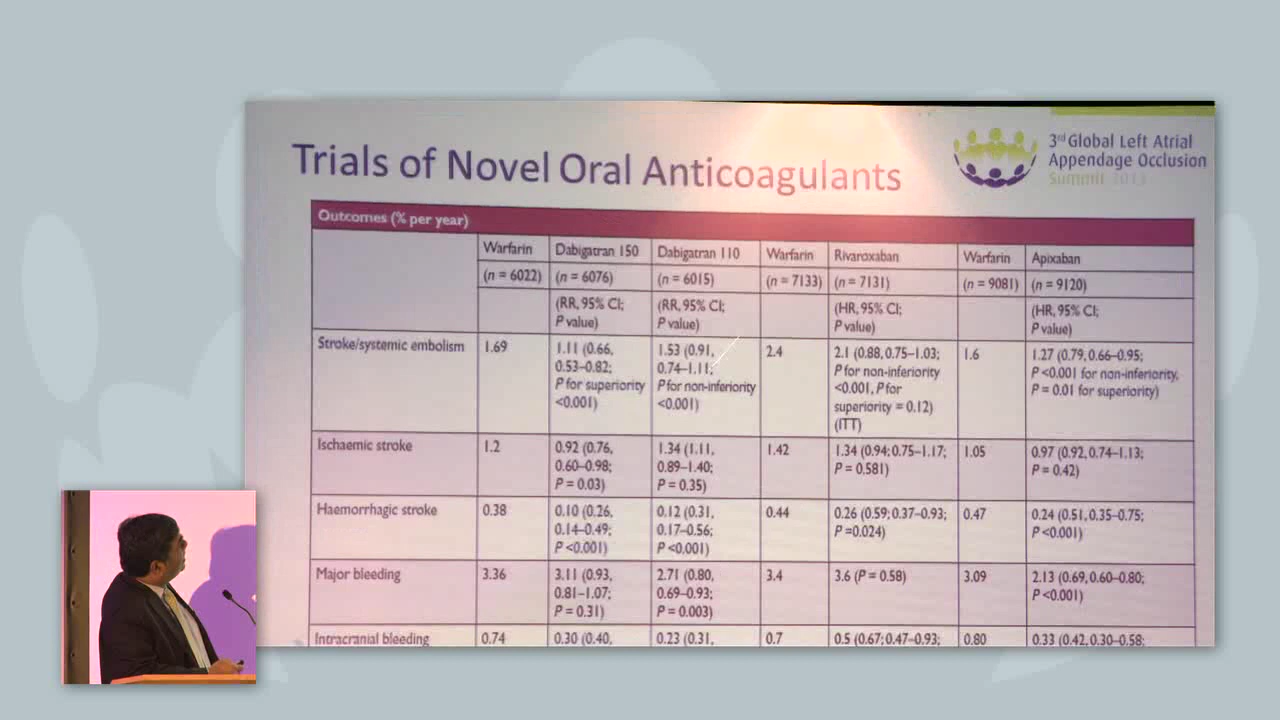 Trials of Novel Oral Anticoagulants
3rd Global Left Atrial
Appendage Occlusion
Summit 2013
Outcomes (% per year)
Warfarin Dabigatran 150 Dabigatran 110 Warfarin Rivaroxaban Warfarin Apixaban
(n = 6022) (n = 6076) (n = 6015) (n = 7133) (n = 7131) (n = 9081) (n = 9120)
(RR, 95% CI; (RR, 95% CI; (HR, 95% CI; (HR, 95% CI;
P value) P value) P value) P value)
Stroke/systemic embolism 1.69 1.11 (0.66, 1.53 (0.91, 2.4 2.1 (0.88, 0.75–1.03; 1.6 1.27 (0.79, 0.66–0.95;
0.53–0.82; 0.74–1.11; P for non-inferiority P <0.001 for non-inferiority,
P for superiority P for non-inferiority <0.001, P for P = 0.01 for superiority)
<0.001) <0.001) superiority = 0.12)
(ITT)
Ischaemic stroke 1.2 0.92 (0.76, 1.34 (1.11, 1.42 1.34 (0.94; 0.75–1.17; 1.05 0.97 (0.92, 0.74–1.13;
0.60–0.98; 0.89–1.40; P = 0.581) P = 0.42)
P = 0.03) P = 0.35)
Haemorrhagic stroke 0.38 0.10 (0.26, 0.12 (0.31, 0.44 0.26 (0.59; 0.37–0.93; 0.47 0.24 (0.51, 0.35–0.75;
0.14–0.49; 0.17–0.56; P =0.024) P <0.001)
P <0.001) P <0.001)
Major bleeding 3.36 3.11 (0.93, 2.71 (0.80, 3.4 3.6 (P = 0.58) 3.09 2.13 (0.69, 0.60–0.80;
0.81–1.07; 0.69–0.93; P <0.001)
P = 0.31) P = 0.003)
Intracranial bleeding 0.74 0.30 (0.40, 0.23 (0.31, 0.7 0.5 (0.67; 0.47–0.93; 0.80 0.33 (0.42, 0.30–0.58;